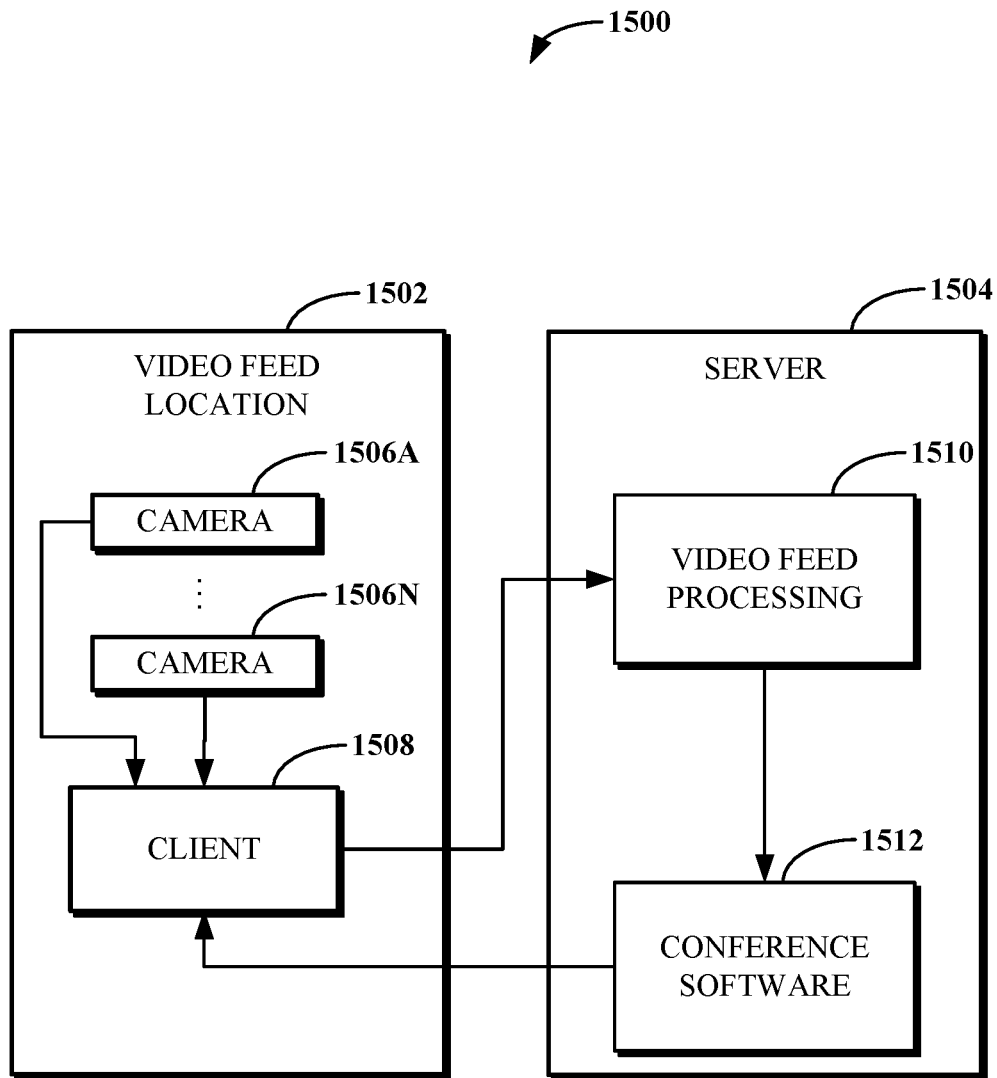 1500
1502
1504
VIDEO FEED
LOCATION
SERVER
1506A
CAMERA
1510
VIDEO FEED
PROCESSING
1506N
CAMERA
1508
CLIENT
1512
CONFERENCE
SOFTWARE